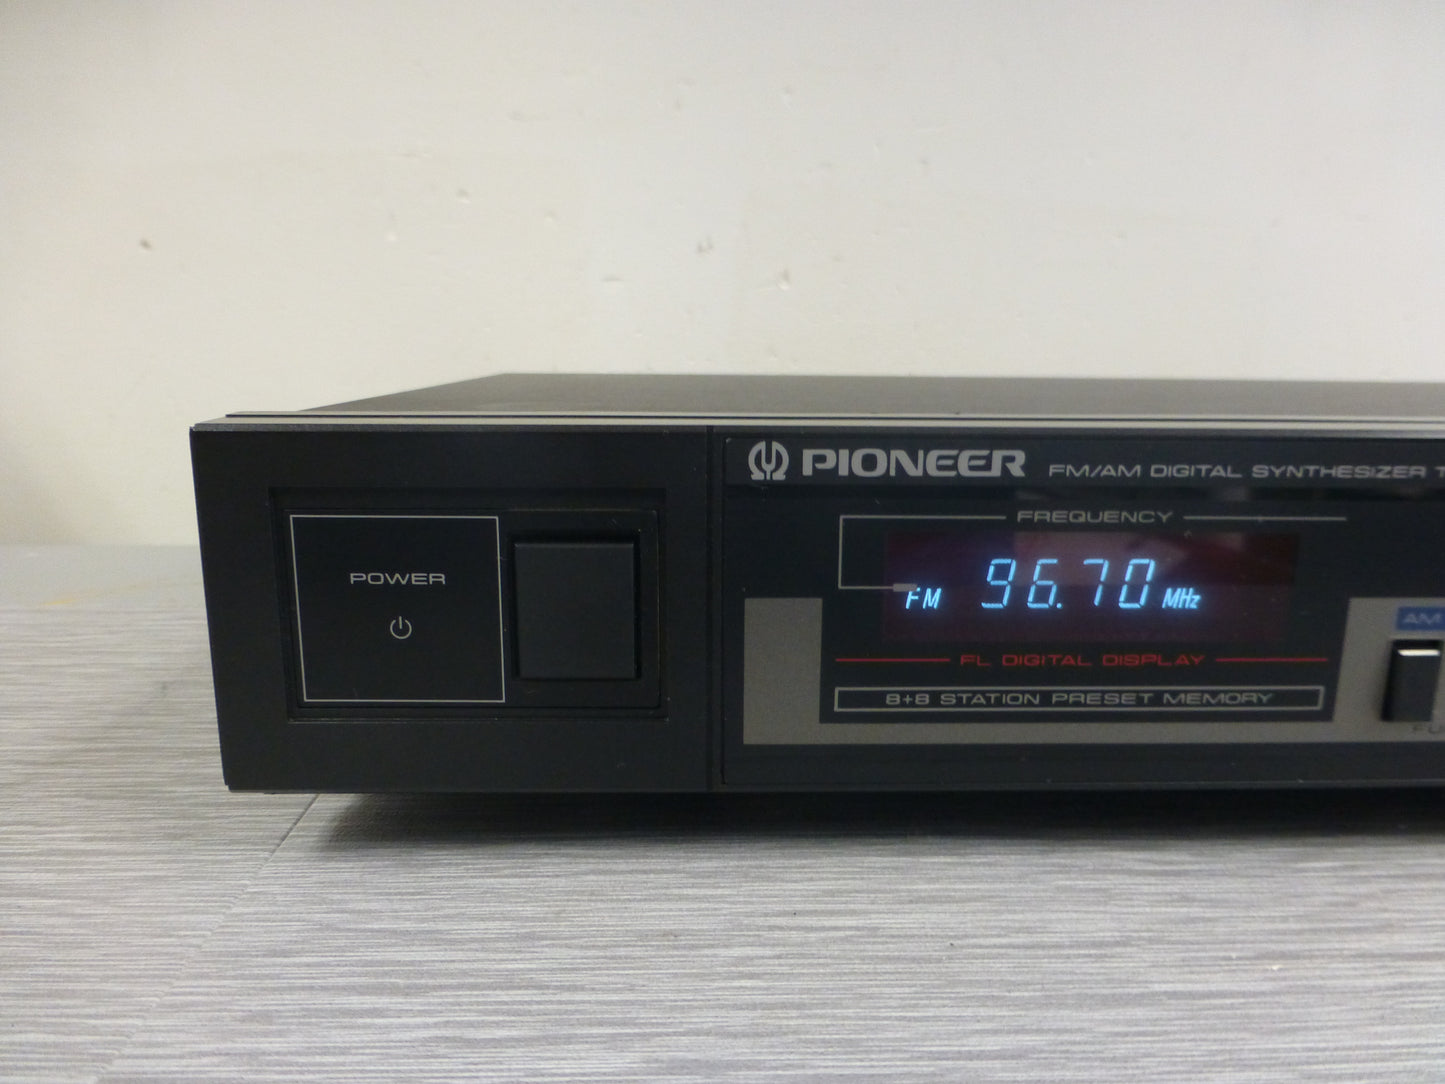 PIONEER FM/AM DIGITAL SYNTHESIZER
FREQUENCY
FM 96.70 MHz
FL DIGITAL DISPLAY
8+8 STATION PRESET MEMORY
POWER
AM